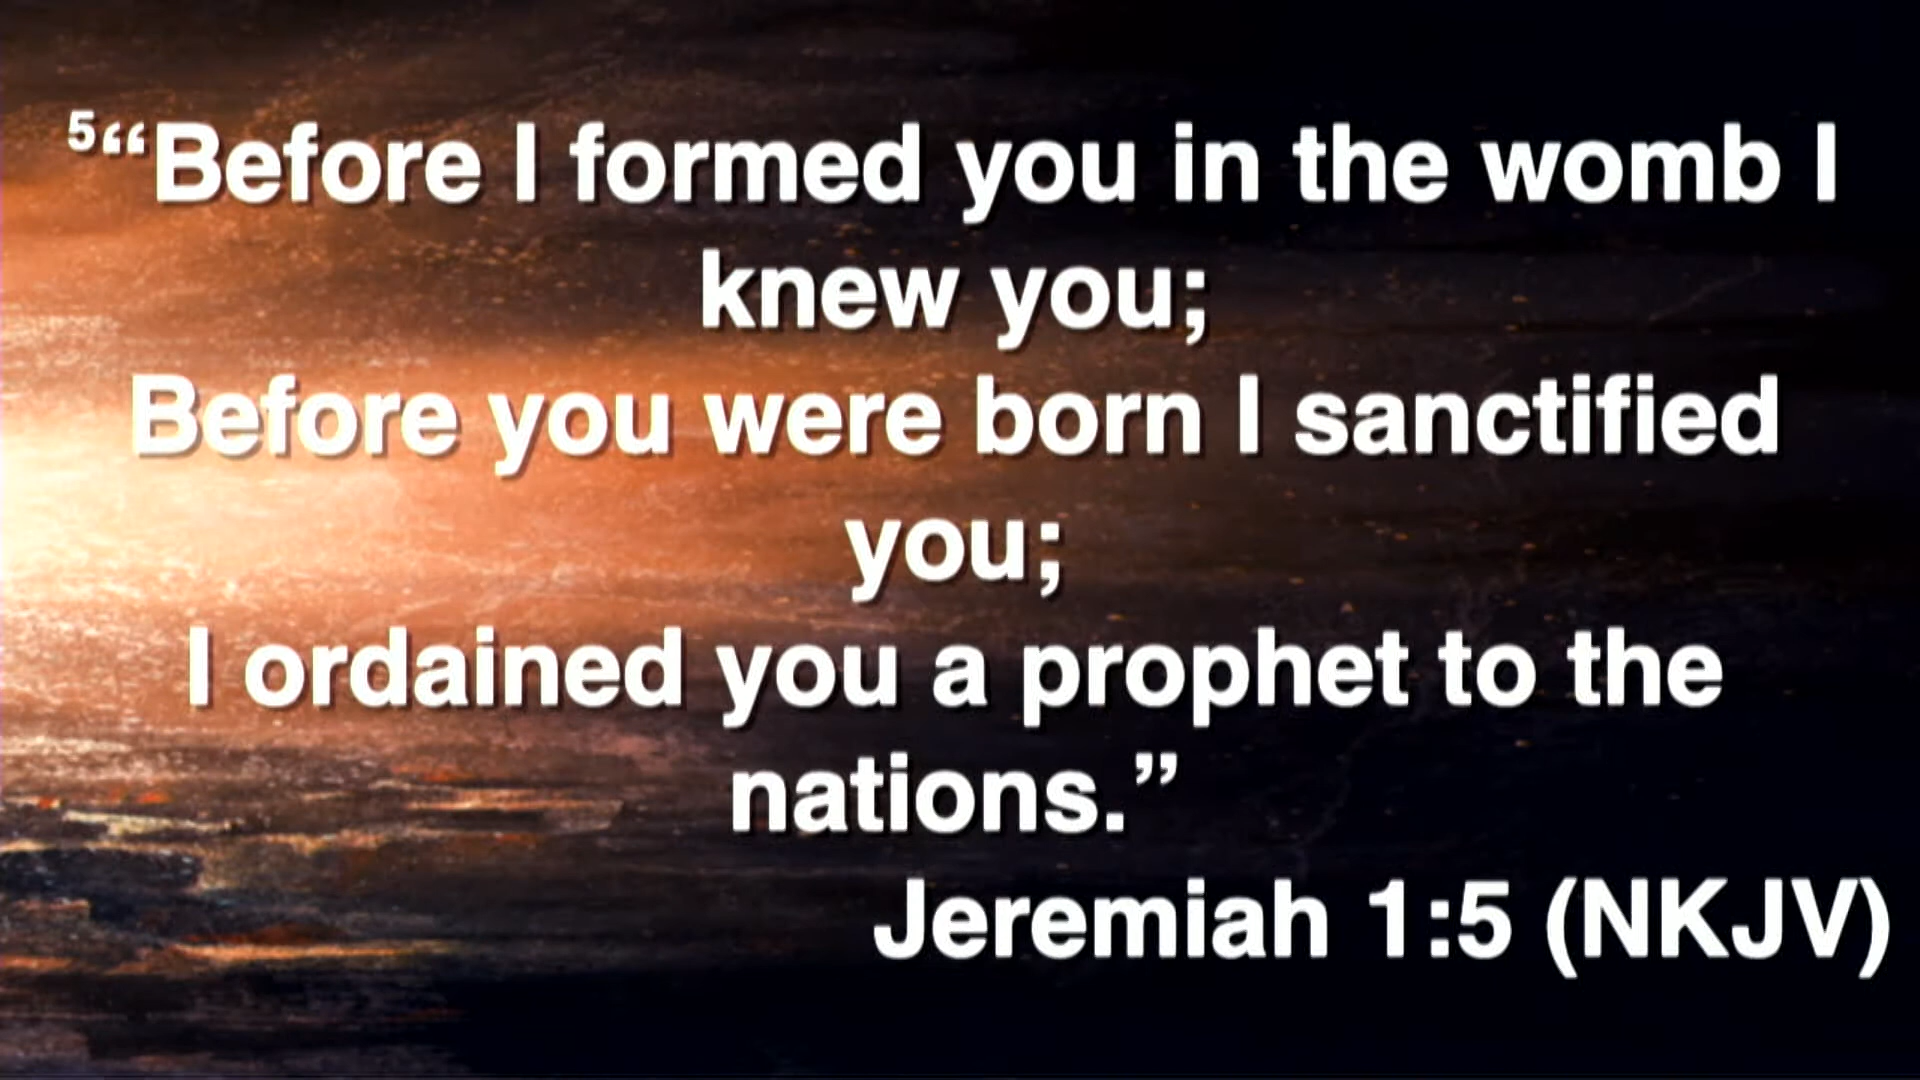 ⁵“Before I formed you in the womb I
knew you;
Before you were born I sanctified
you;
I ordained you a prophet to the
nations.”
Jeremiah 1:5 (NKJV)